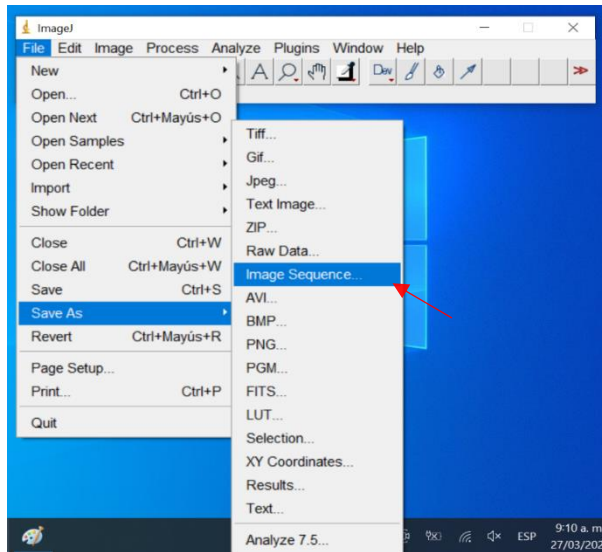 ImageJ
File Edit Image Process Analyze Plugins Window Help
A Dev
New
Open... Ctrl+O
Open Next Ctrl+Mayús+O
Open Samples
Open Recent
Import
Show Folder
Close Ctrl+W
Close All Ctrl+Mayús+W
Save Ctrl+S
Save As
Revert Ctrl+Mayús+R
Page Setup...
Print... Ctrl+P
Quit
Tiff...
Gif...
Jpeg...
Text Image...
ZIP...
Raw Data...
Image Sequence...
AVI...
BMP...
PNG...
PGM...
FITS...
LUT...
Selection...
XY Coordinates...
Results...
Text...
Analyze 7.5...
ESP
9:10 a. m
27/03/202